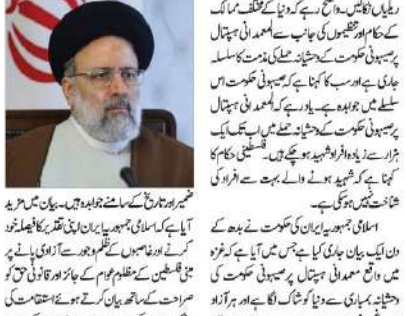 ریلیاں نکالیں۔ واضح رہے کہ دنیا کے مختلف ممالک
کے حکام اور تنظیموں کی جانب سے المعمدانی ہسپتال
پر صیہونی حکومت کے وحشیانہ حملے کی مذمت کا سلسلہ
جاری ہے اور سب کا کہنا ہے کہ صیہونی حکومت اس
سلسلے میں جوابدہ ہے۔ یاد رہے کہ المعمدانی ہسپتال
پر صیہونی حکومت کے وحشیانہ حملے میں اب تک ایک
ہزار سے زیادہ افراد شہید ہوچکے ہیں۔ فلسطینی حکام کا
کہنا ہے کہ شہید ہونے والے بہت سے افراد کی
شناخت نہیں ہوسکی ہے۔
اسلامی جمہوریہ ایران کی حکومت نے بدھ کے
دن ایک بیان جاری کیا ہے جس میں آیا ہے کہ غزہ
میں واقع معمدانی ہسپتال پر صیہونی حکومت کی
وحشیانہ بمباری سے دنیا کو شاک لگا ہے اور ہر آزاد
ضمیر اور تاریخ کے سامنے جوابدہ ہیں۔ بیان میں مزید
آیا ہے کہ اسلامی جمہوریہ ایران اپنی تقدیر کا فیصلہ خود
کرنے اور غاصبوں کے ظلم و جور سے آزادی پانے پر
مبنی فلسطین کے مظلوم عوام کے جائز اور قانونی حق کو
صراحت کے ساتھ بیان کرتے ہوئے استقامت کی